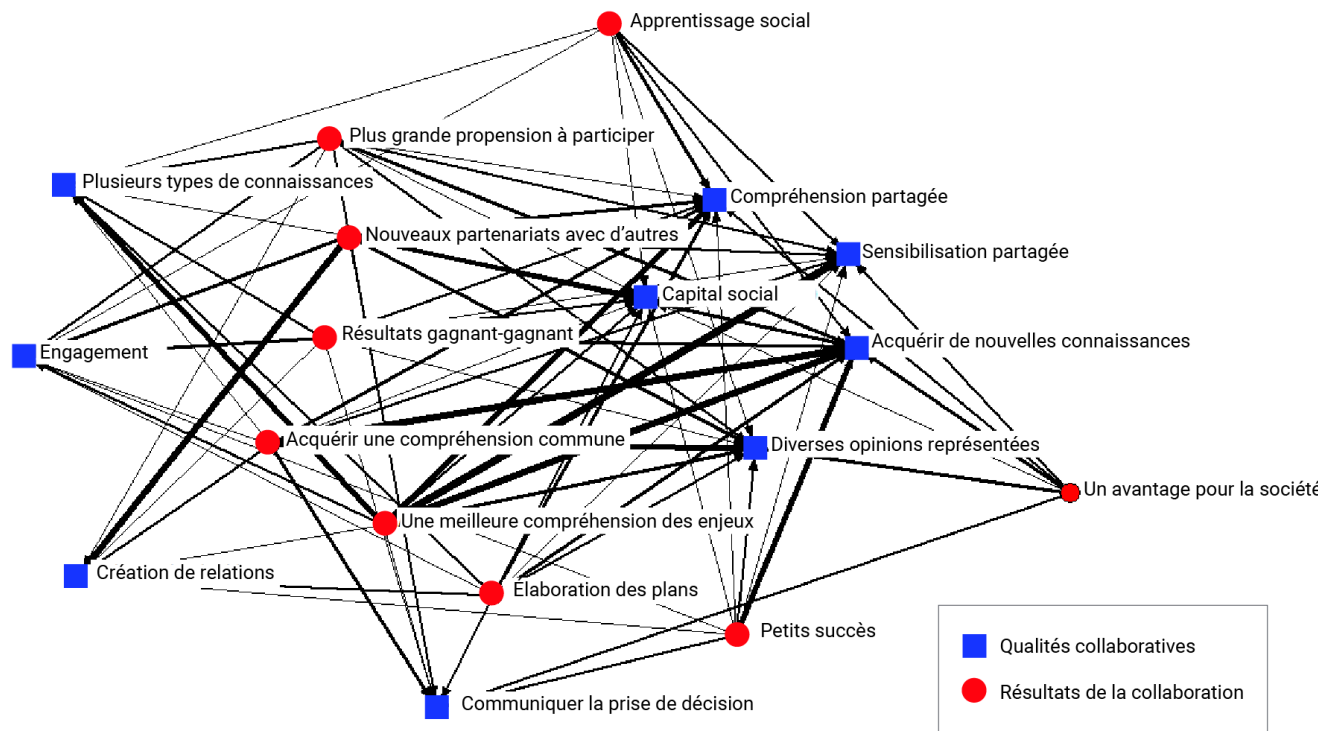 Apprentissage social
Plus grande propension à participer
Plusieurs types de connaissances
Compréhension partagée
Nouveaux partenariats avec d’autres
Sensibilisation partagée
Capital social
Résultats gagnant-gagnant
Acquérir de nouvelles connaissances
Engagement
Acquérir une compréhension commune
Diverses opinions représentées
Un avantage pour la société
Une meilleure compréhension des enjeux
Création de relations
Élaboration des plans
Petits succès
Communiquer la prise de décision
Qualités collaboratives
Résultats de la collaboration